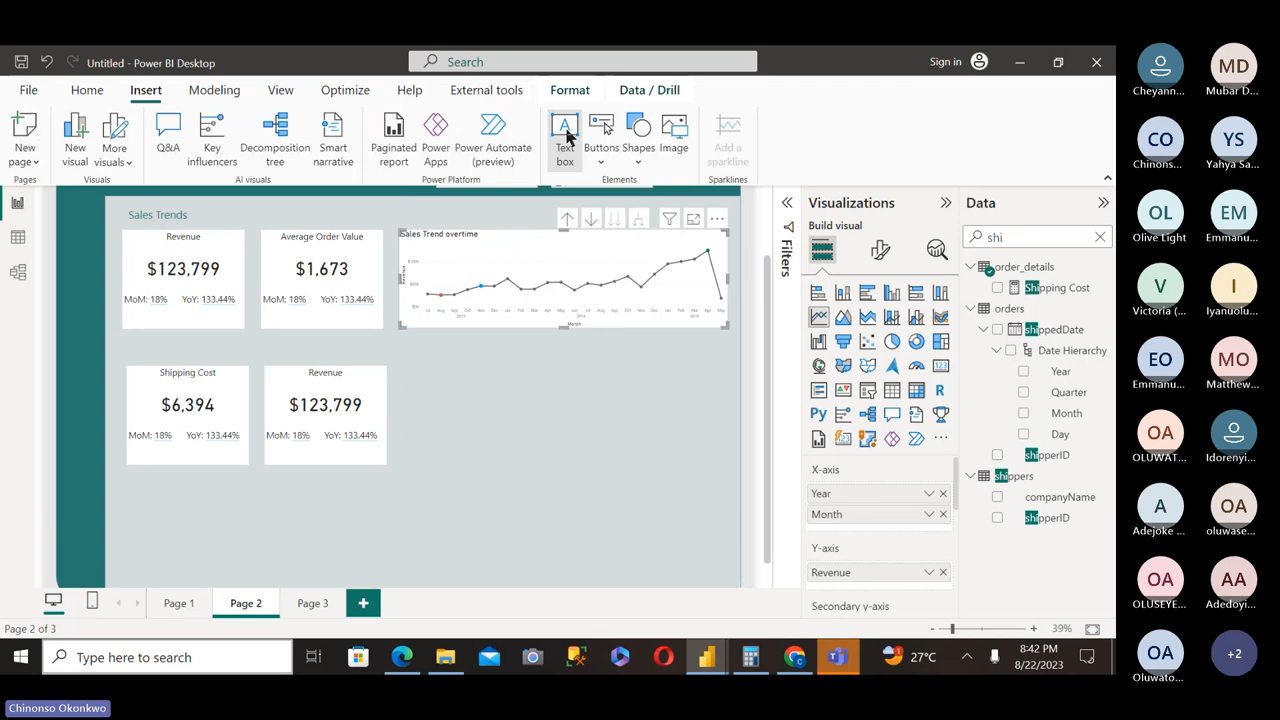 Untitled - Power BI Desktop
Search
Sign in
File
Home
Insert
Modeling
View
Optimize
Help
External tools
Format
Data / Drill
New page
New visual
More visuals
Q&A
Key influencers
Decomposition tree
Smart narrative
Paginated report
Power Apps
Power Automate (preview)
Text box
Buttons
Shapes
Image
Add a sparkline
Pages
Visuals
AI visuals
Power Platform
Elements
Sparklines
Sales Trends
Revenue
$123,799
MoM: 18% YoY: 133.44%
Average Order Value
$1,673
MoM: 18% YoY: 133.44%
Sales Trend overtime
Revenue
Month
Shipping Cost
$6,394
MoM: 18% YoY: 133.44%
Revenue
$123,799
MoM: 18% YoY: 133.44%
Filters
Visualizations
Build visual
R
Py
123
X-axis
Year
Month
Y-axis
Revenue
Secondary y-axis
Data
shi
order_details
Shipping Cost
orders
shippedDate
Date Hierarchy
Year
Quarter
Month
Day
shipperID
shippers
companyName
shipperID
Page 1
Page 2
Page 3
Page 2 of 3
39%
Type here to search
27°C
8:42 PM
8/22/2023
Cheyann...
MD
Mubar D...
CO
Chinons...
YS
Yahya Sa...
OL
Olive Light
EM
Emmanu...
V
Victoria (...
I
Iyanuolu...
EO
Emmanu...
MO
Matthew...
OA
OLUWAT...
Idorenyi...
A
Adejoke ...
OA
oluwase...
OA
OLUSEYE...
AA
Adedoyi...
OA
Oluwato...
+2
Chinonso Okonkwo